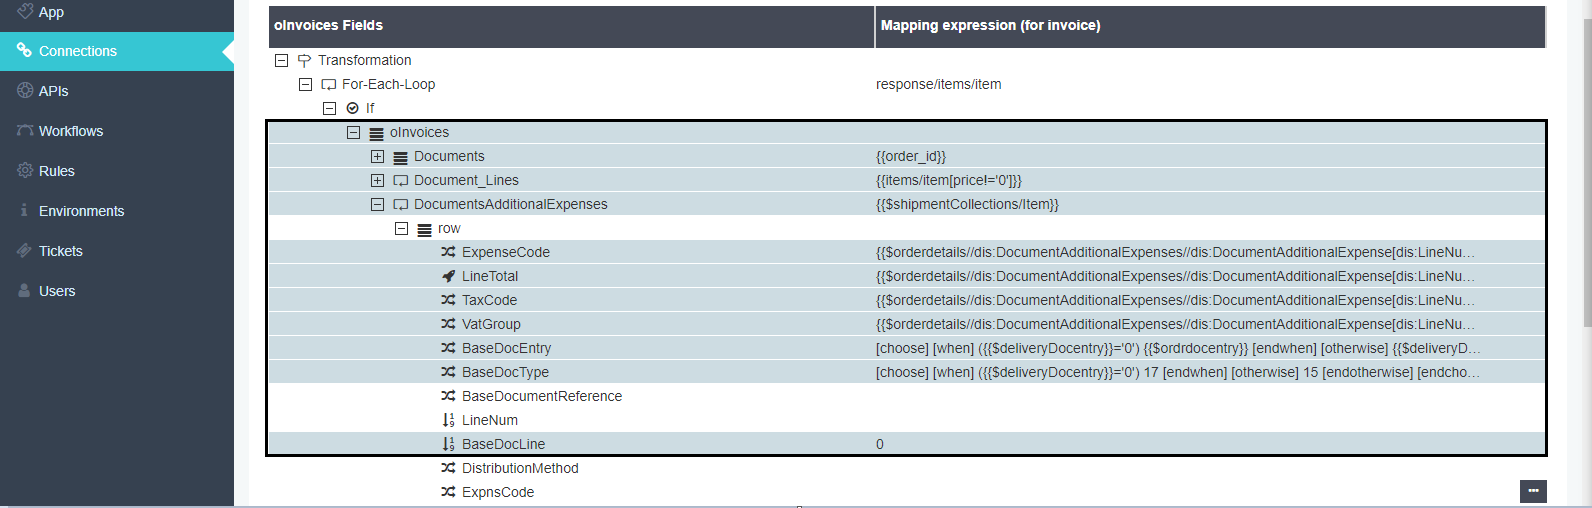 App
Connections
APIs
Workflows
Rules
Environments
Tickets
Users
oInvoices Fields Mapping expression (for invoice)
Transformation
For-Each-Loop response/items/item
If
oInvoices
Documents {{order_id}}
Document_Lines {{items/item[price!='0']}}
DocumentsAdditionalExpenses {{$shipmentCollections/Item}}
row
ExpenseCode {{$orderdetails//dis:DocumentAdditionalExpenses//dis:DocumentAdditionalExpense[dis:LineNu...
LineTotal {{$orderdetails//dis:DocumentAdditionalExpenses//dis:DocumentAdditionalExpense[dis:LineNu...
TaxCode {{$orderdetails//dis:DocumentAdditionalExpenses//dis:DocumentAdditionalExpense[dis:LineNu...
VatGroup {{$orderdetails//dis:DocumentAdditionalExpenses//dis:DocumentAdditionalExpense[dis:LineNu...
BaseDocEntry [choose] [when] ({{$deliveryDocentry}}='0') {{$ordrdocentry}} [endwhen] [otherwise] {{$deliveryD...
BaseDocType [choose] [when] ({{$deliveryDocentry}}='0') 17 [endwhen] [otherwise] 15 [endotherwise] [endcho...
BaseDocumentReference
LineNum
BaseDocLine 0
DistributionMethod
ExpnsCode